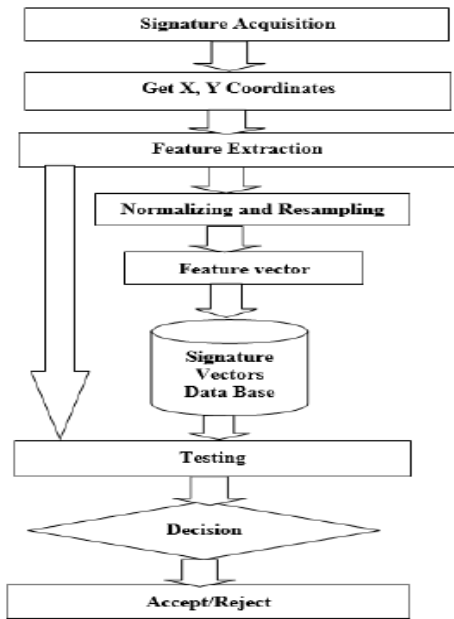 Signature Acquisition
Get X, Y Coordinates
Feature Extraction
Normalizing and Resampling
Feature vector
Signature
Vectors
Data Base
Testing
Decision
Accept/Reject